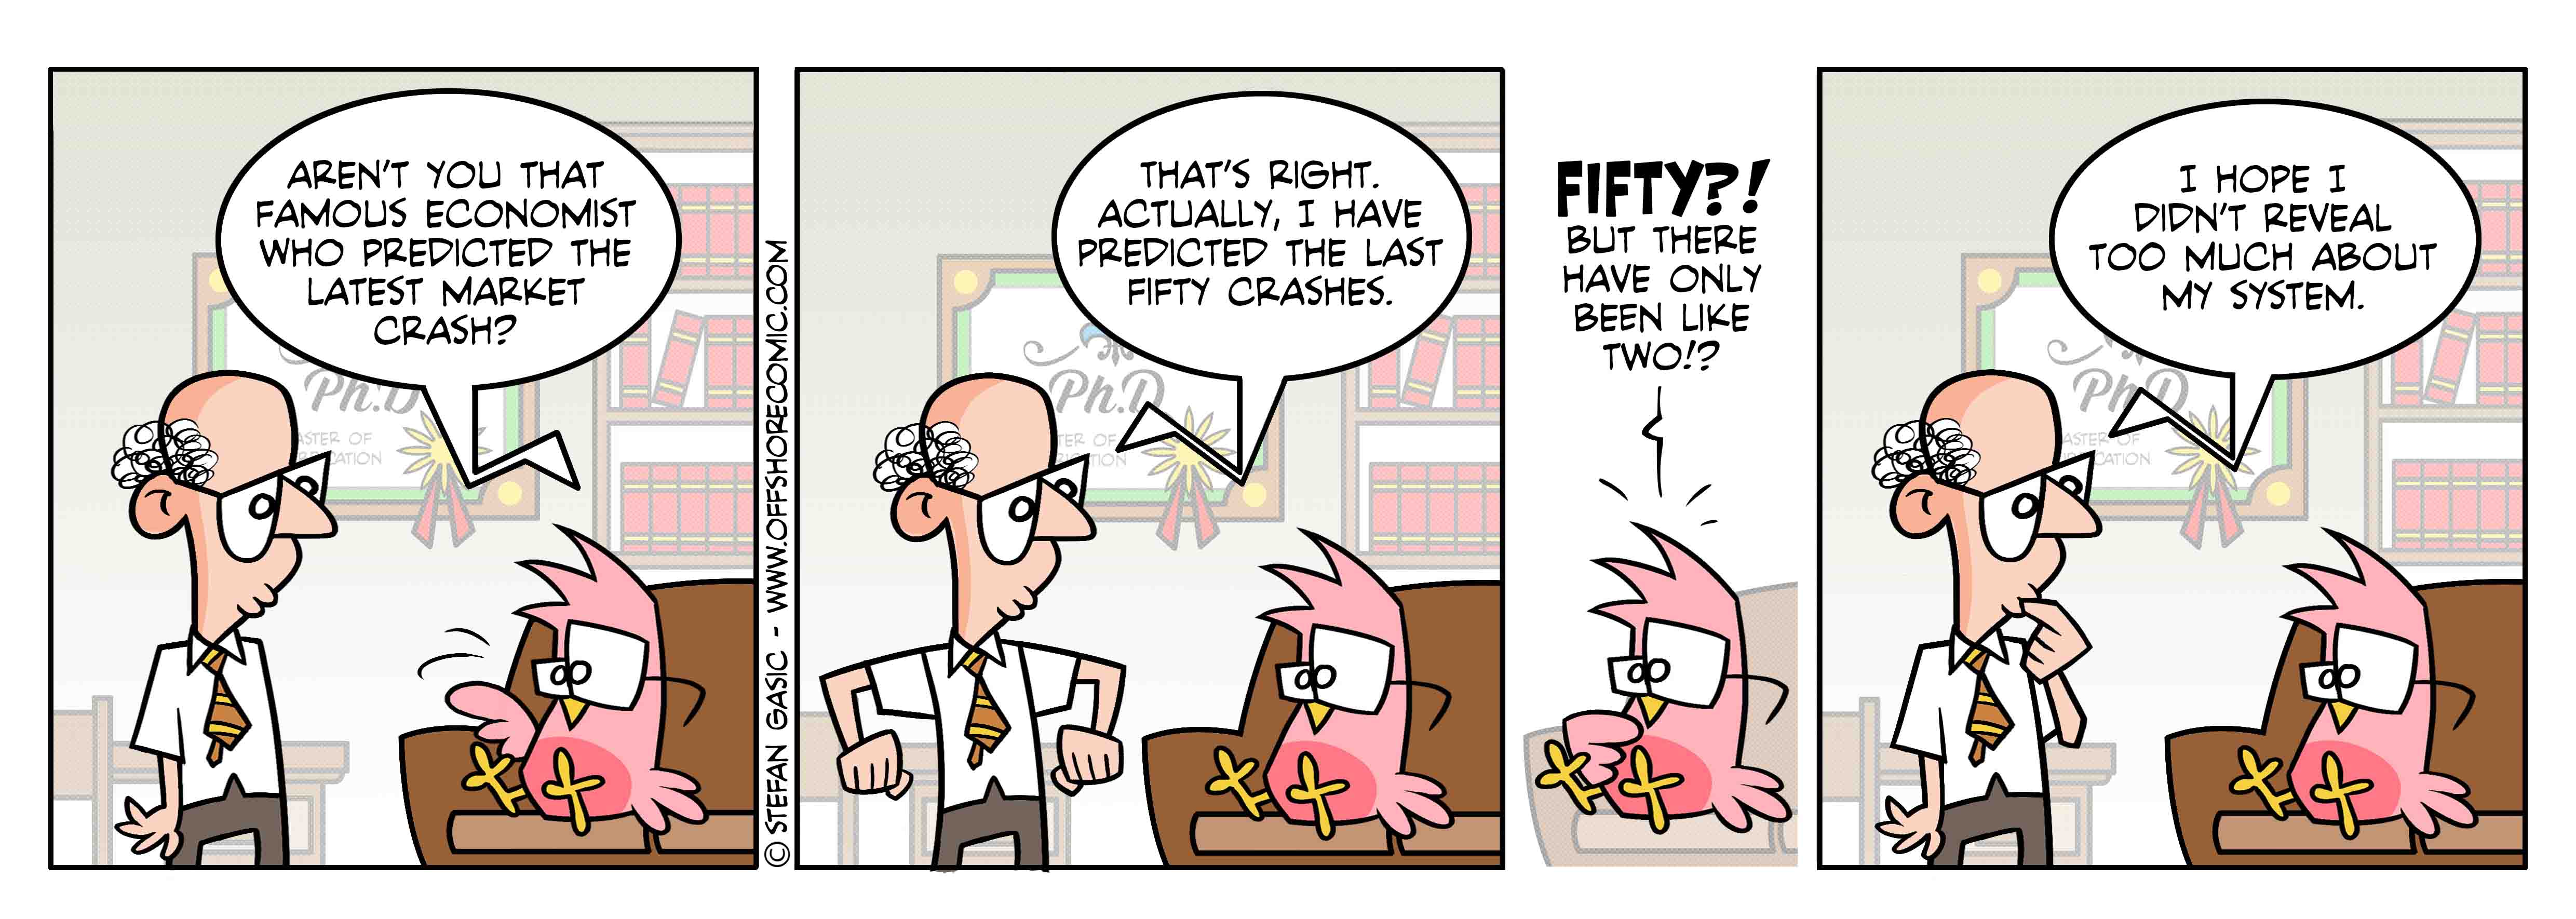 AREN'T YOU THAT
FAMOUS ECONOMIST
WHO PREDICTED THE
LATEST MARKET
CRASH?
Ph.D
© STEFAN GASIC - WWW.OFFSHORECOMIC.COM
THAT'S RIGHT.
ACTUALLY, I HAVE
PREDICTED THE LAST
FIFTY CRASHES.
Ph.D
FIFTY?!
BUT THERE
HAVE ONLY
BEEN LIKE
TWO!?
I HOPE I
DIDN'T REVEAL
TOO MUCH ABOUT
MY SYSTEM.
Ph.D